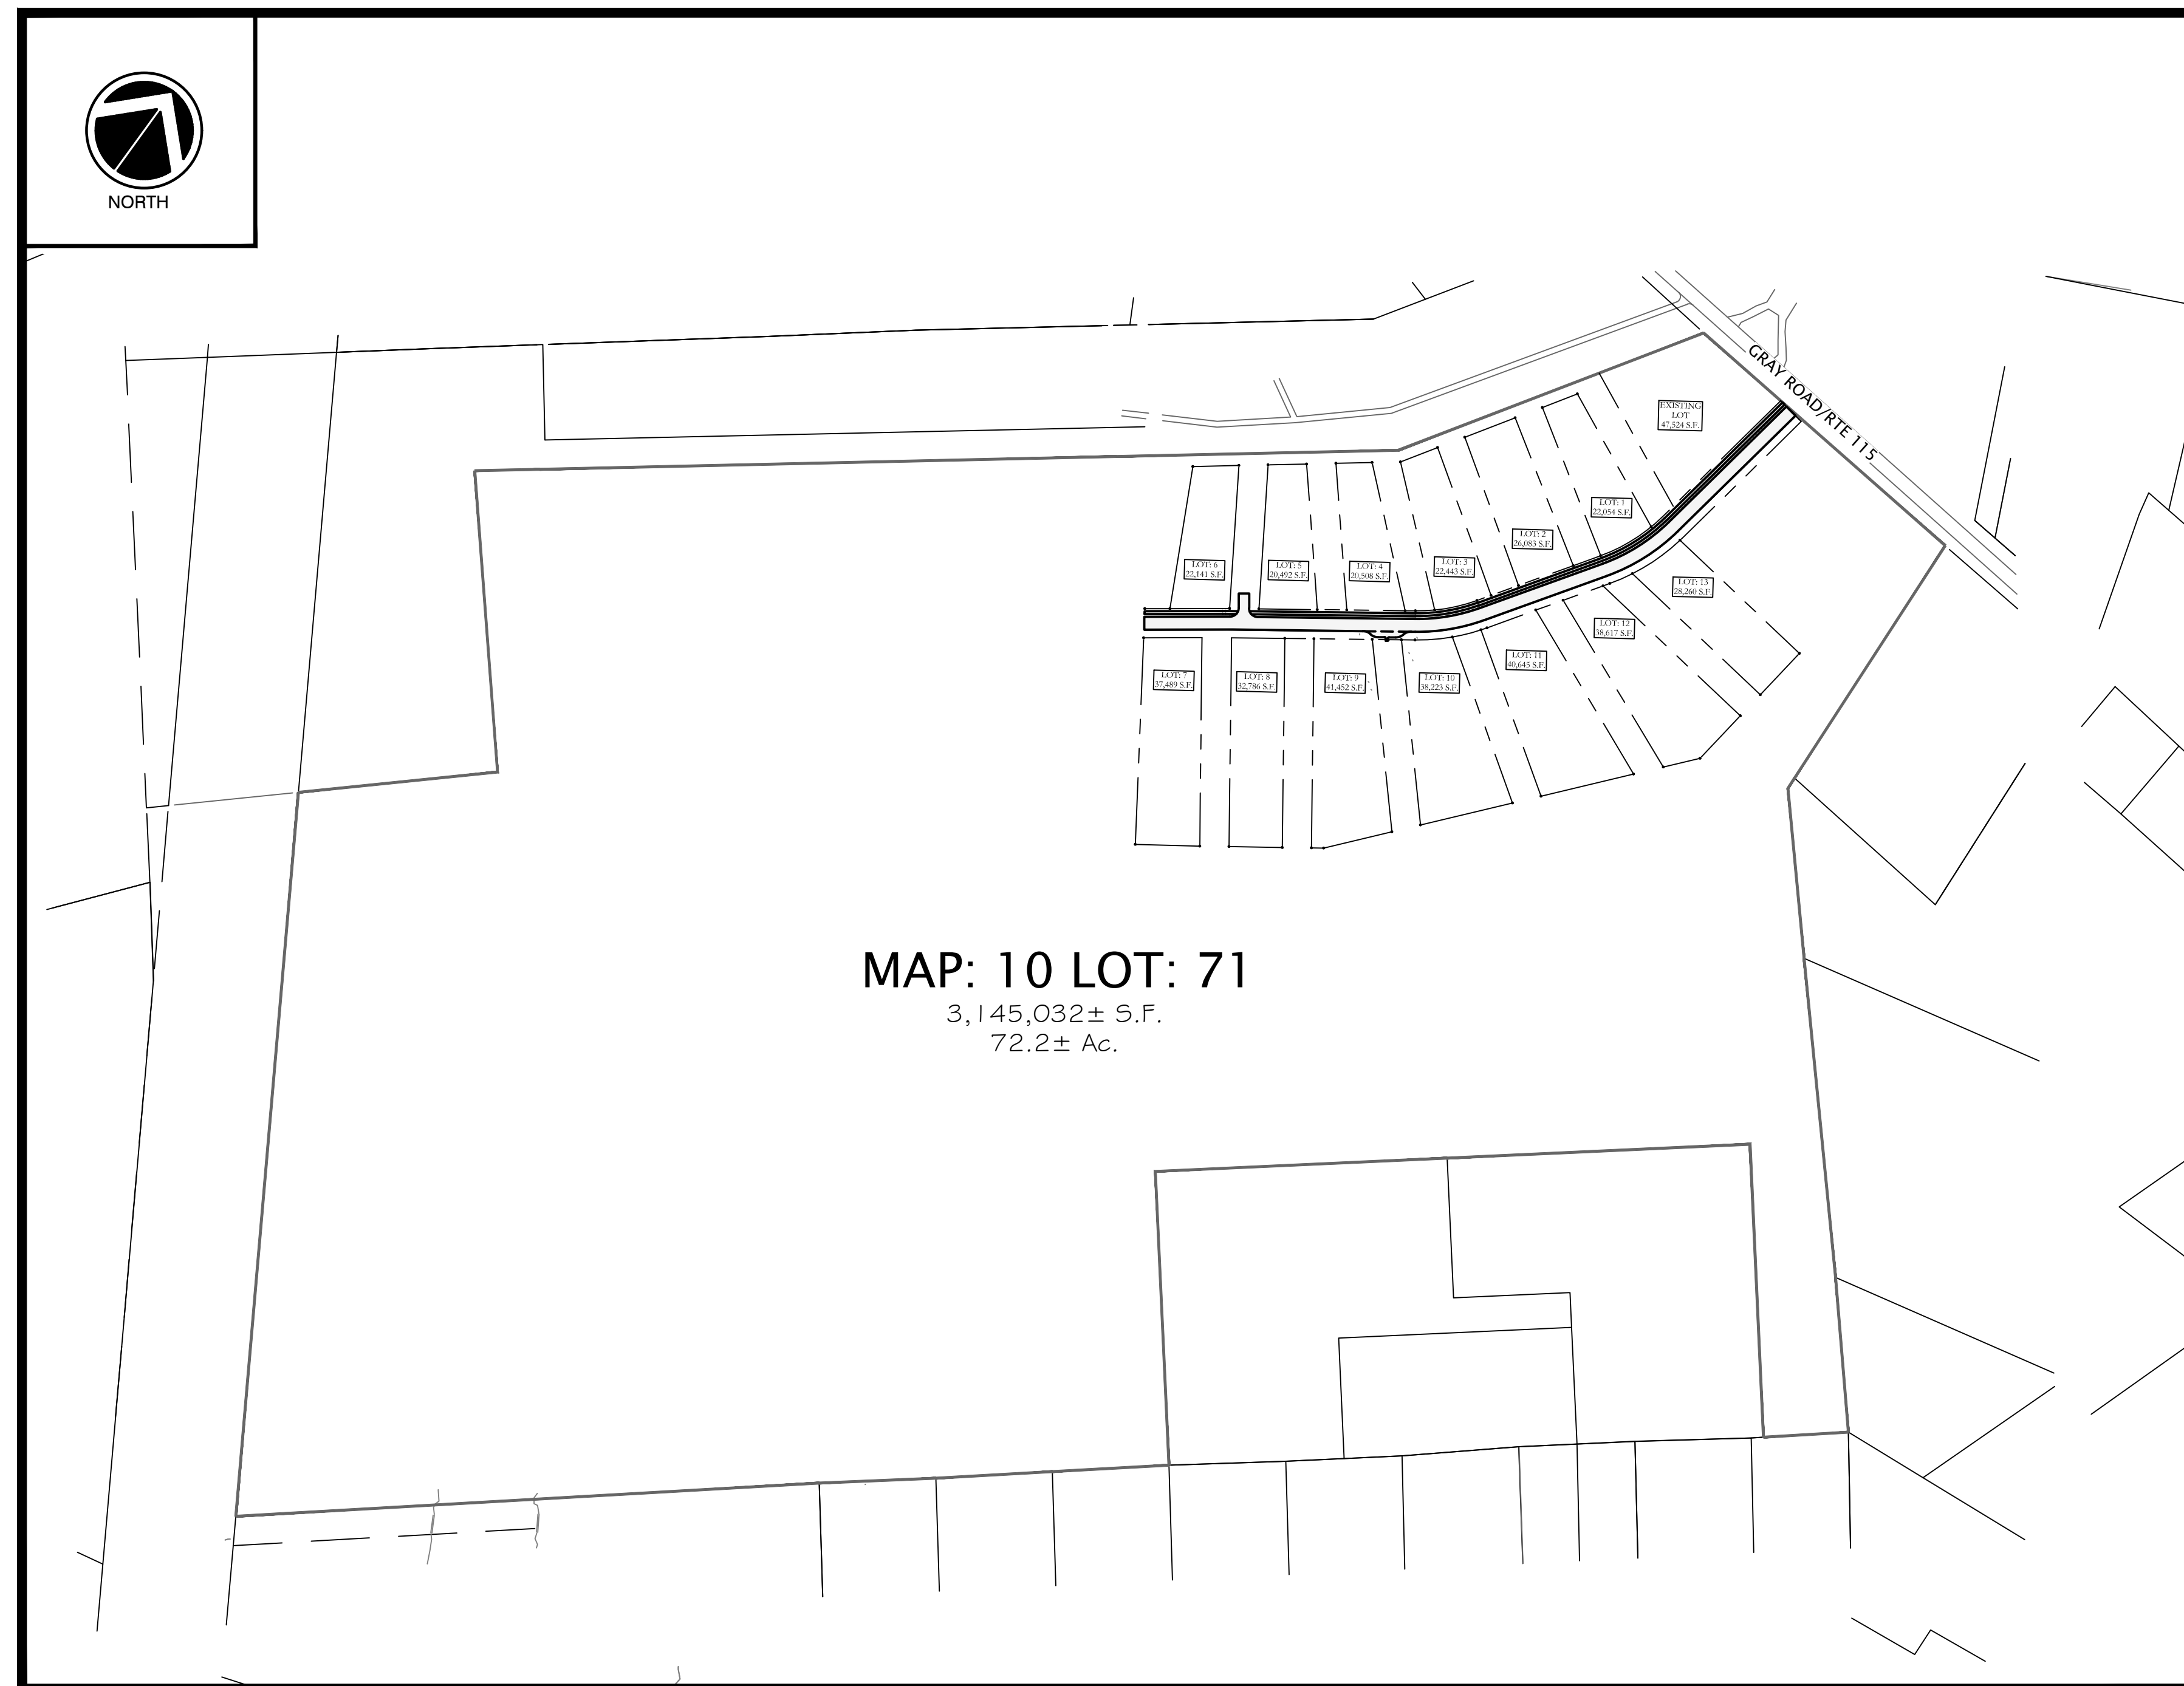 NORTH
GRAY ROAD/RTE 115
EXISTING
LOT
47,524 S.F.
LOT: 1
22,054 S.F.
LOT: 2
26,083 S.F.
LOT: 3
22,443 S.F.
LOT: 4
20,508 S.F.
LOT: 5
20,492 S.F.
LOT: 6
22,141 S.F.
LOT: 7
37,489 S.F.
LOT: 8
32,786 S.F.
LOT: 9
41,452 S.F.
LOT: 10
38,223 S.F.
LOT: 11
40,645 S.F.
LOT: 12
38,617 S.F.
LOT: 13
28,260 S.F.
MAP: 10 LOT: 71
3,145,032± S.F.
72.2± Ac.